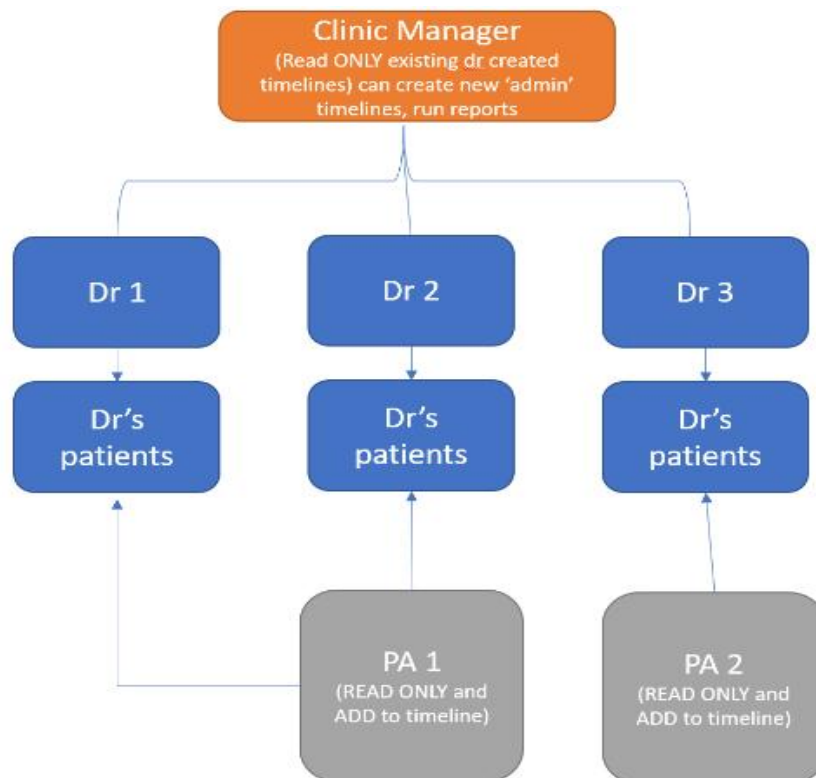 Clinic Manager
(Read ONLY existing dr created
timelines) can create new ‘admin’
timelines, run reports
Dr 1
Dr 2
Dr 3
Dr’s
patients
Dr’s
patients
Dr’s
patients
PA 1
(READ ONLY and
ADD to timeline)
PA 2
(READ ONLY and
ADD to timeline)